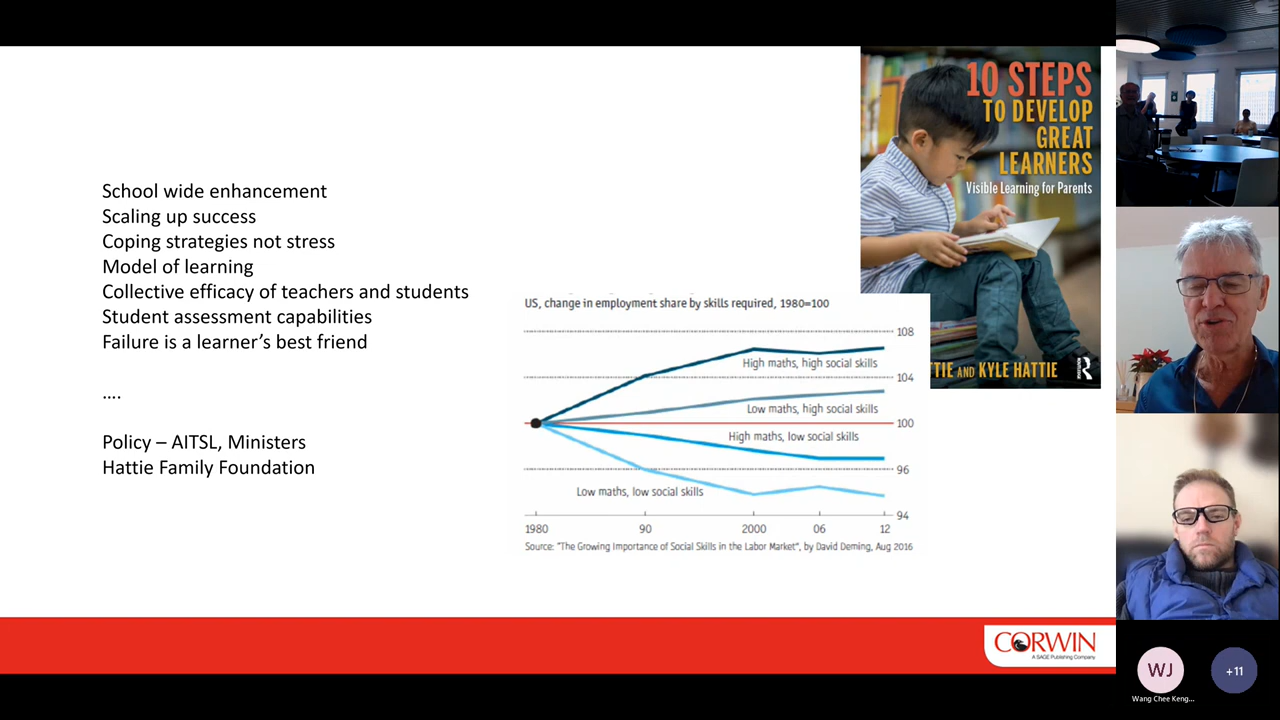 School wide enhancement
Scaling up success
Coping strategies not stress
Model of learning
Collective efficacy of teachers and students
Student assessment capabilities
Failure is a learner’s best friend
....
Policy – AITSL, Ministers
Hattie Family Foundation
10 STEPS
TO DEVELOP
GREAT
LEARNERS
Visible Learning for Parents
TIE AND KYLE HATTIE
R
US, change in employment share by skills required, 1980=100
108
High maths, high social skills
104
Low maths, high social skills
100
High maths, low social skills
96
Low maths, low social skills
94
1980 90 2000 06 12
Source: "The Growing Importance of Social Skills in the Labor Market", by David Deming, Aug 2016
CORWIN
A SAGE Publishing Company
WJ
+11
Wang Chee Keng...